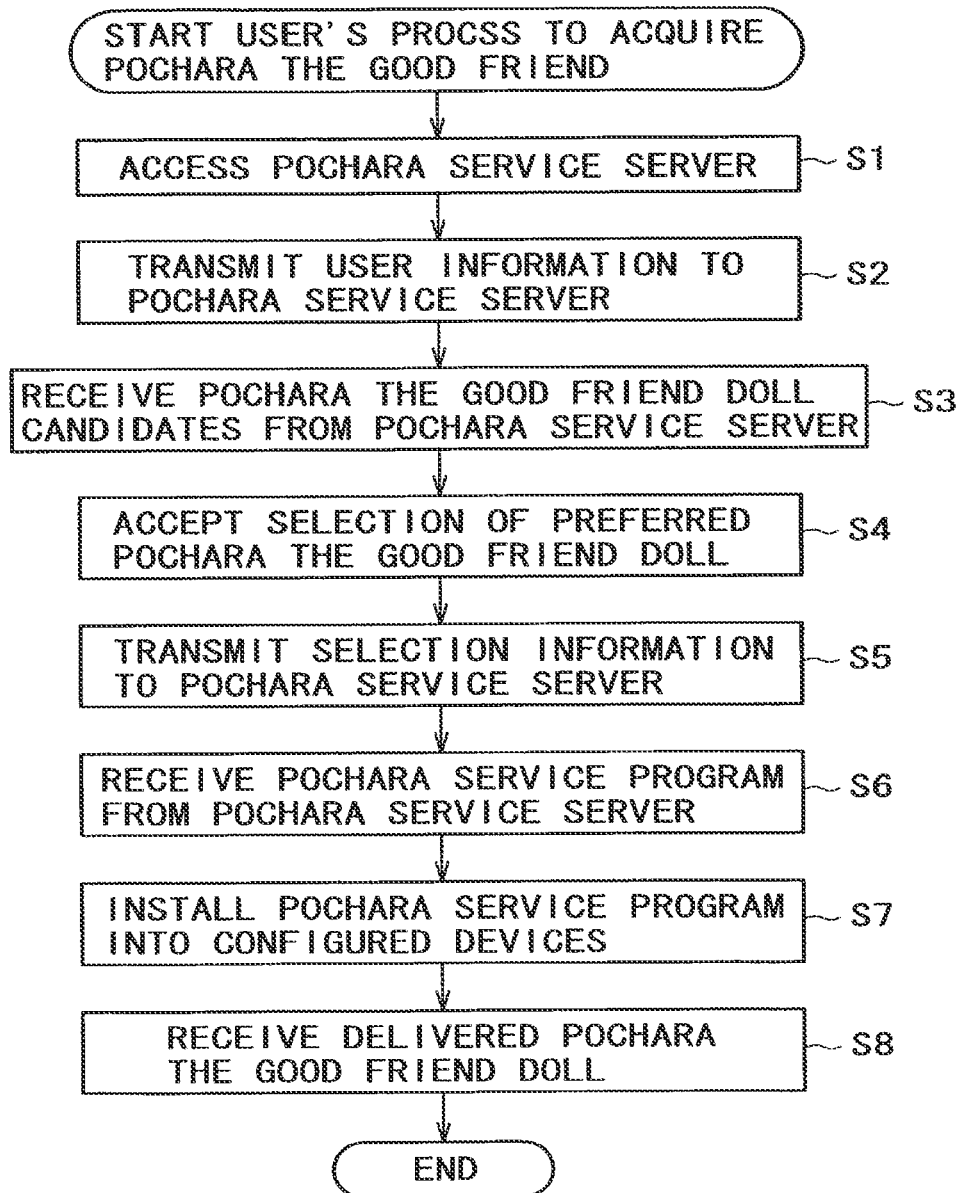 START USER'S PROCSS TO ACQUIRE
POCHARA THE GOOD FRIEND
ACCESS POCHARA SERVICE SERVER
S1
TRANSMIT USER INFORMATION TO
POCHARA SERVICE SERVER
S2
RECEIVE POCHARA THE GOOD FRIEND DOLL
CANDIDATES FROM POCHARA SERVICE SERVER
S3
ACCEPT SELECTION OF PREFERRED
POCHARA THE GOOD FRIEND DOLL
S4
TRANSMIT SELECTION INFORMATION
TO POCHARA SERVICE SERVER
S5
RECEIVE POCHARA SERVICE PROGRAM
FROM POCHARA SERVICE SERVER
S6
INSTALL POCHARA SERVICE PROGRAM
INTO CONFIGURED DEVICES
S7
RECEIVE DELIVERED POCHARA
THE GOOD FRIEND DOLL
S8
END